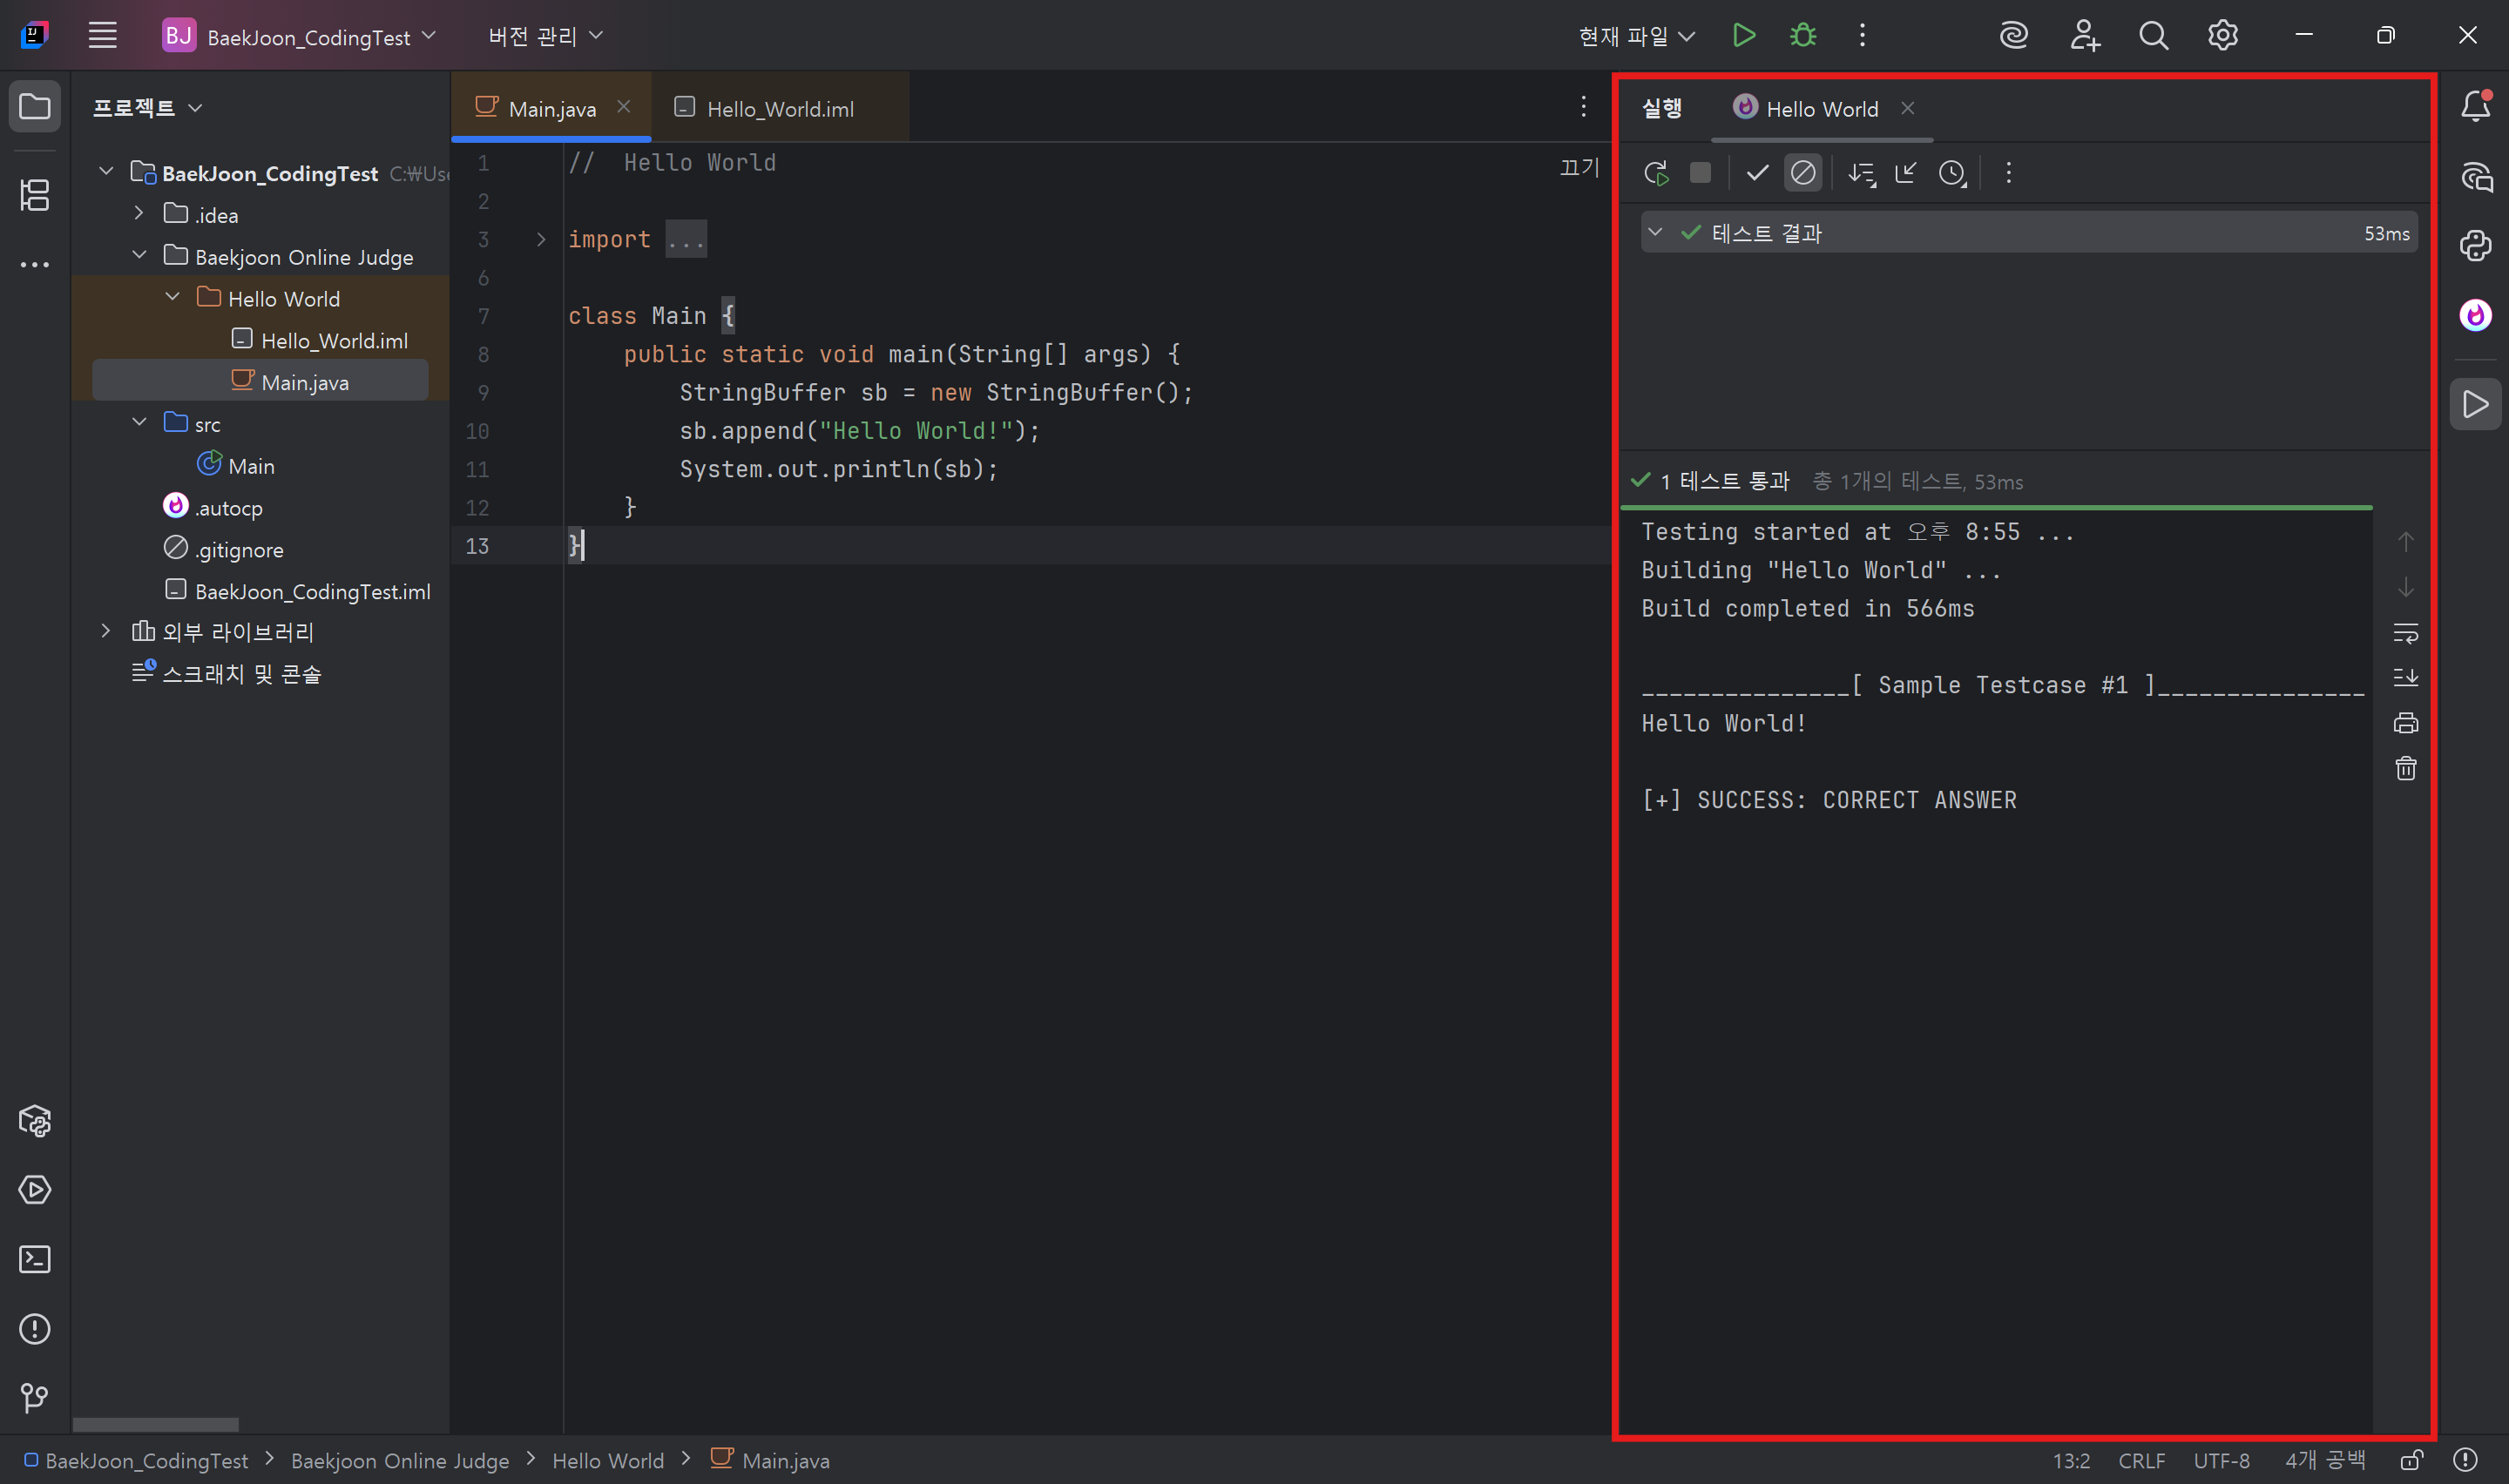 BJ BaekJoon_CodingTest 버전 관리 현재 파일
프로젝트
BaekJoon_CodingTest C:₩Use
.idea
Baekjoon Online Judge
Hello World
Hello_World.iml
Main.java
src
Main
.autocp
.gitignore
BaekJoon_CodingTest.iml
외부 라이브러리
스크래치 및 콘솔
Main.java Hello_World.iml
끄기
1 // Hello World
2
3 import ...
6
7 class Main {
8 public static void main(String[] args) {
9 StringBuffer sb = new StringBuffer();
10 sb.append("Hello World!");
11 System.out.println(sb);
12 }
13 }
실행 Hello World
테스트 결과 53ms
1 테스트 통과 총 1개의 테스트, 53ms
Testing started at 오후 8:55 ...
Building "Hello World" ...
Build completed in 566ms
_______________[ Sample Testcase #1 ]_______________
Hello World!
[+] SUCCESS: CORRECT ANSWER
BaekJoon_CodingTest > Baekjoon Online Judge > Hello World > Main.java 13:2 CRLF UTF-8 4개 공백